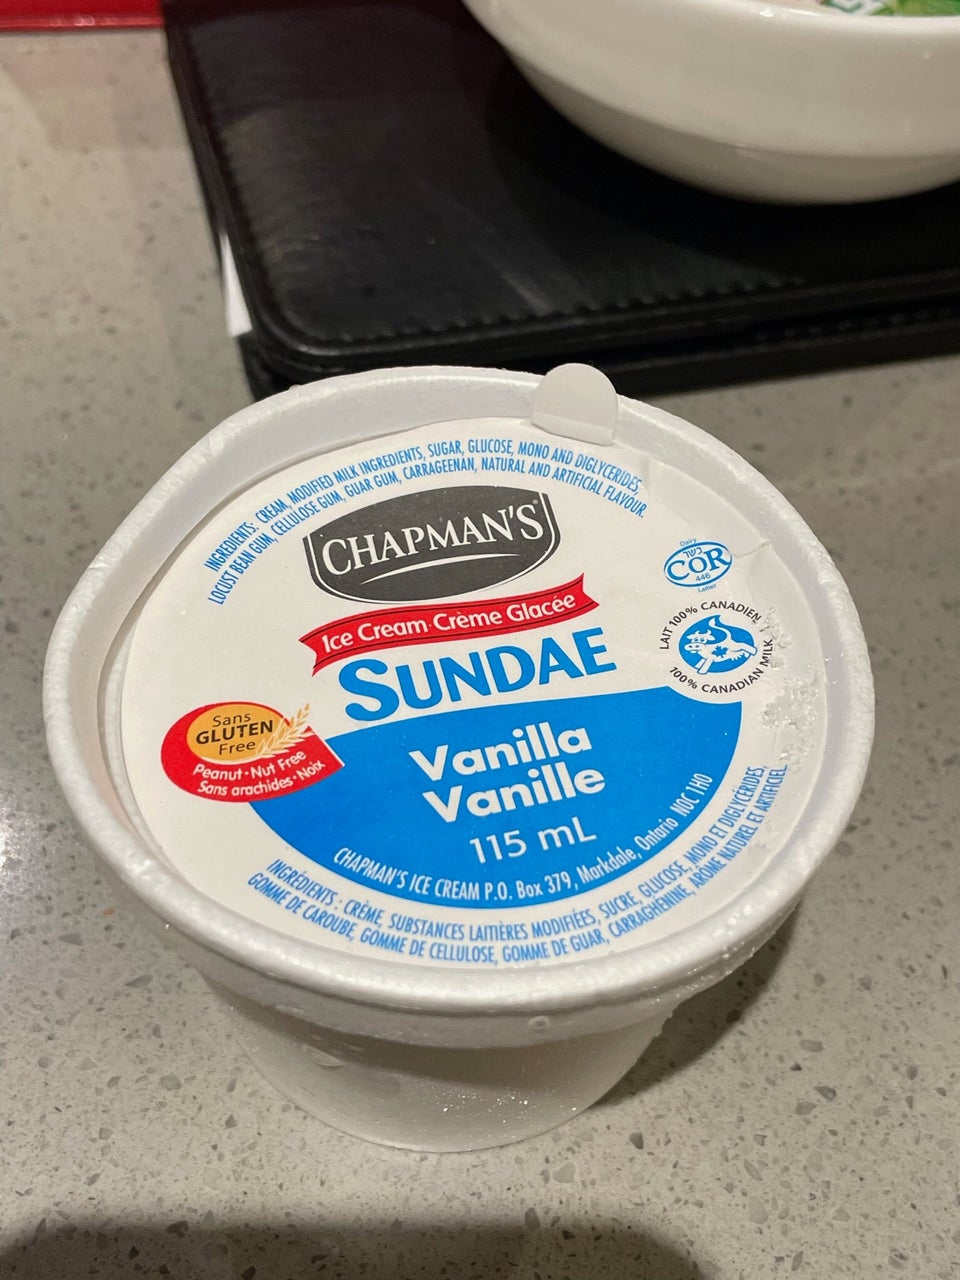 INGREDIENTS: CREAM, MODIFIED MILK INGREDIENTS, SUGAR, GLUCOSE, MONO AND DIGLYCERIDES,
LOCUST BEAN GUM, CELLULOSE GUM, GUAR GUM, CARRAGEENAN, NATURAL AND ARTIFICIAL FLAVOUR.
CHAPMAN'S
Ice Cream·Crème Glacée
SUNDAE
Dairy
כשר
COR
446
LAIT 100% CANADIEN
100% CANADIAN MILK
Sans
GLUTEN
Free
Peanut·Nut Free
Sans arachides·Noix
Vanilla
Vanille
115 mL
CHAPMAN'S ICE CREAM P.O. Box 379, Markdale, Ontario N0C 1H0
INGRÉDIENTS : CRÈME, SUBSTANCES LAITIÈRES MODIFIÉES, SUCRE, GLUCOSE, MONO ET DIGLYCÉRIDES,
GOMME DE CAROUBE, GOMME DE CELLULOSE, GOMME DE GUAR, CARRAGHÉNINE, ARÔME NATUREL ET ARTIFICIEL